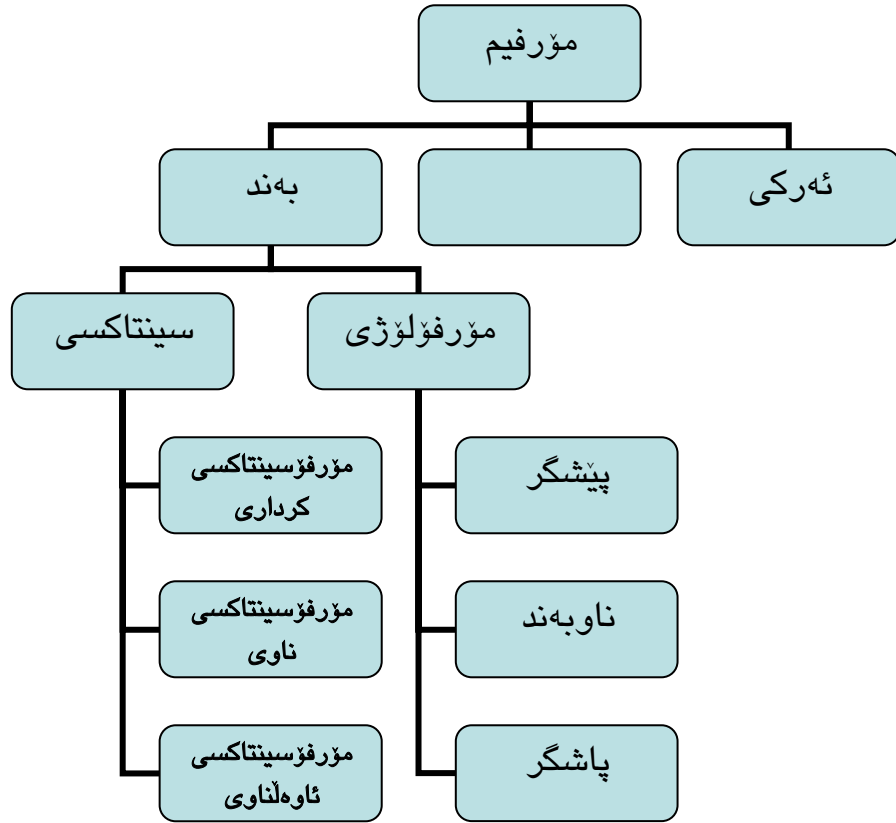 مۆرفیم
ئەرکی
بەند
مۆرفۆلۆژی
سینتاکسی
پێشگر
ناوبەند
پاشگر
مۆرفۆسینتاکسی
کرداری
مۆرفۆسینتاکسی
ناوی
مۆرفۆسینتاکسی
ئاوەڵناوی